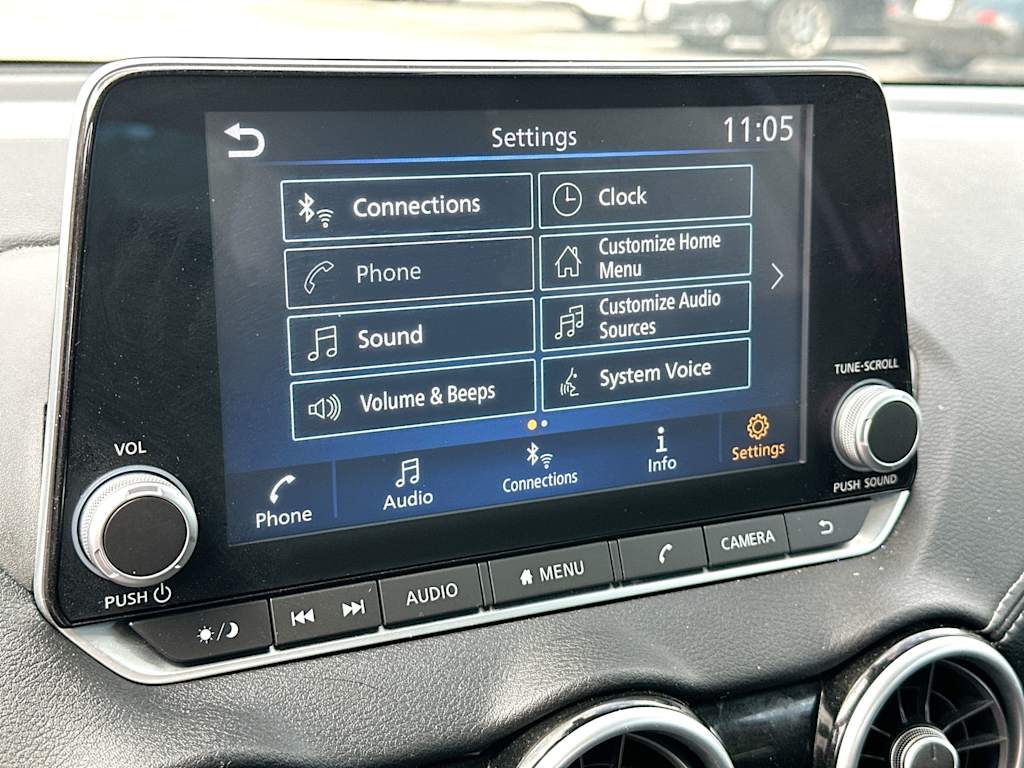 Settings
11:05
Connections
Clock
Phone
Customize Home
Menu
Sound
Customize Audio
Sources
Volume & Beeps
System Voice
Phone
Audio
Connections
Info
Settings
VOL
PUSH
TUNE·SCROLL
PUSH SOUND
AUDIO
MENU
CAMERA